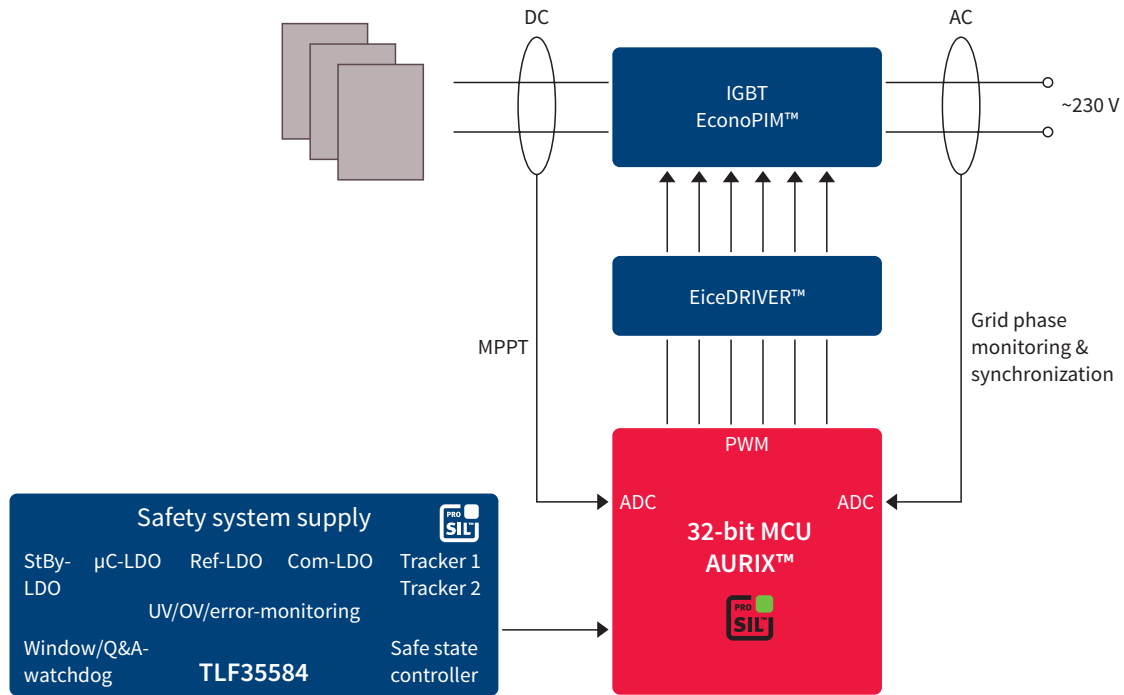 DC
AC
IGBT
EconoPIM™
~230 V
EiceDRIVER™
MPPT
Grid phase
monitoring &
synchronization
PWM
ADC
ADC
32-bit MCU
AURIX™
PRO
SIL™
Safety system supply
PRO
SIL™
StBy-
LDO
µC-LDO
Ref-LDO
Com-LDO
Tracker 1
Tracker 2
UV/OV/error-monitoring
Window/Q&A-
watchdog
TLF35584
Safe state
controller